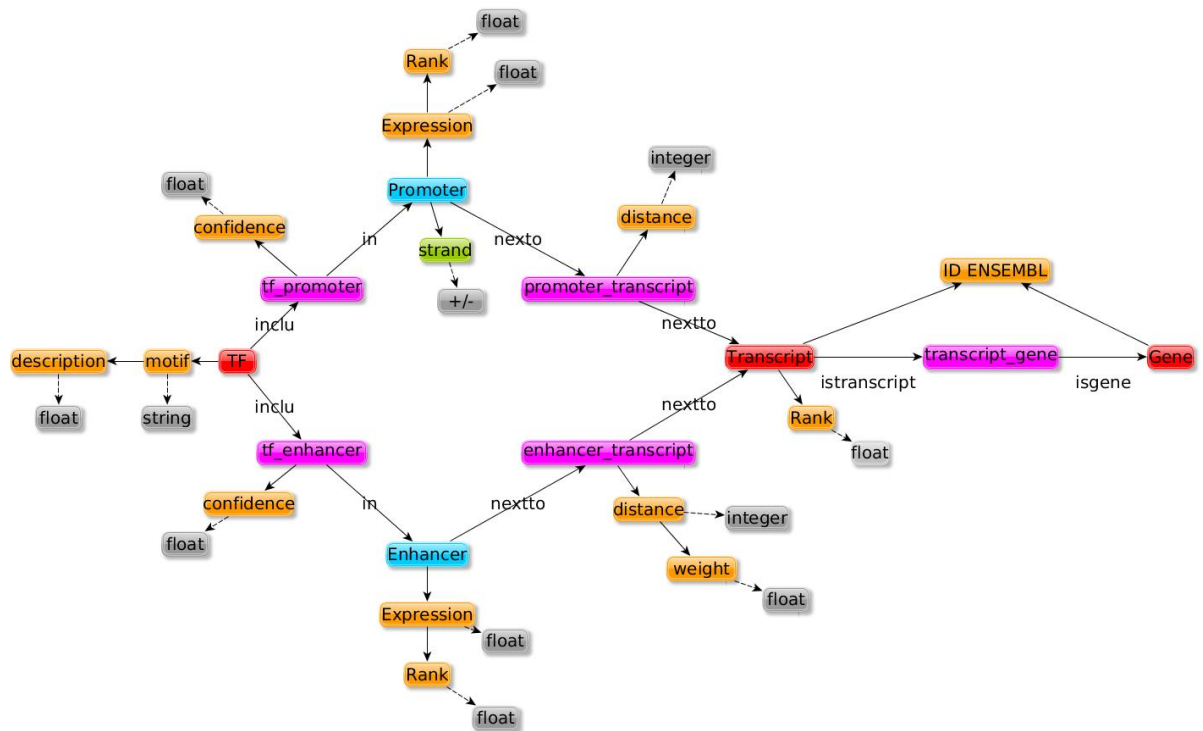 float
Rank
float
Expression
integer
float
Promoter
distance
confidence
in
strand
nexto
ID ENSEMBL
tf_promoter
+/-
promoter_transcript
inclu
nextto
description
motif
TF
Transcript
transcript_gene
Gene
istranscript
isgene
float
string
inclu
nextto
Rank
float
tf_enhancer
enhancer_transcript
confidence
in
nextto
distance
integer
float
Enhancer
weight
float
Expression
float
Rank
float